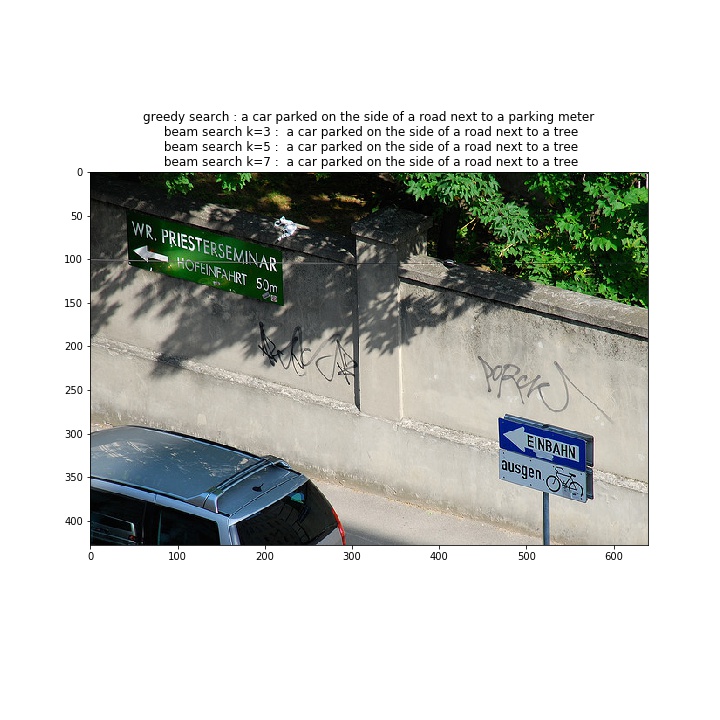 greedy search : a car parked on the side of a road next to a parking meter
beam search k=3 : a car parked on the side of a road next to a tree
beam search k=5 : a car parked on the side of a road next to a tree
beam search k=7 : a car parked on the side of a road next to a tree
0
50
100
150
200
250
300
350
400
WR. PRIESTERSEMINAR
HOFEINFAHRT 50m
EINBAHN
ausgen.
0 100 200 300 400 500 600